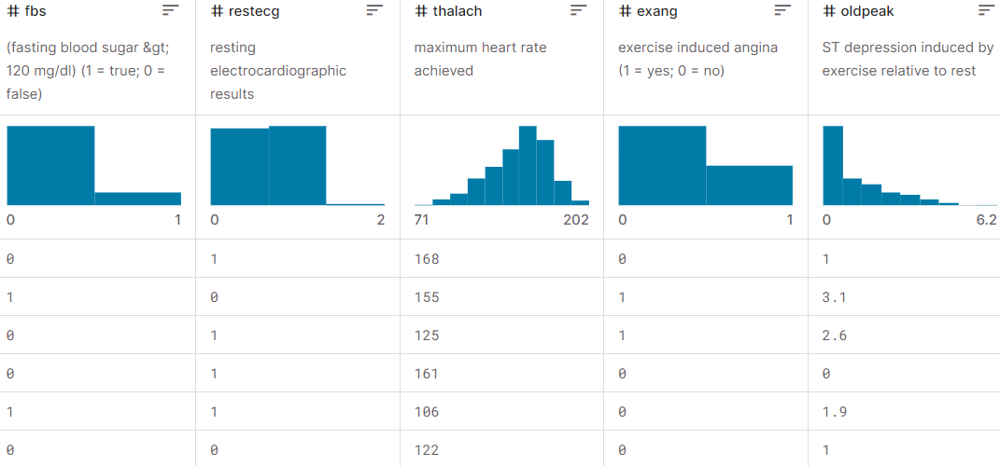 # fbs # restecg # thalach # exang # oldpeak
(fasting blood sugar &gt; resting maximum heart rate exercise induced angina ST depression induced by
120 mg/dl) (1 = true; 0 = electrocardiographic achieved (1 = yes; 0 = no) exercise relative to rest
false) results
0 1 0 2 71 202 0 1 0 6.2
0 1 168 0 1
1 0 155 1 3.1
0 1 125 1 2.6
0 1 161 0 0
1 1 106 0 1.9
0 0 122 0 1